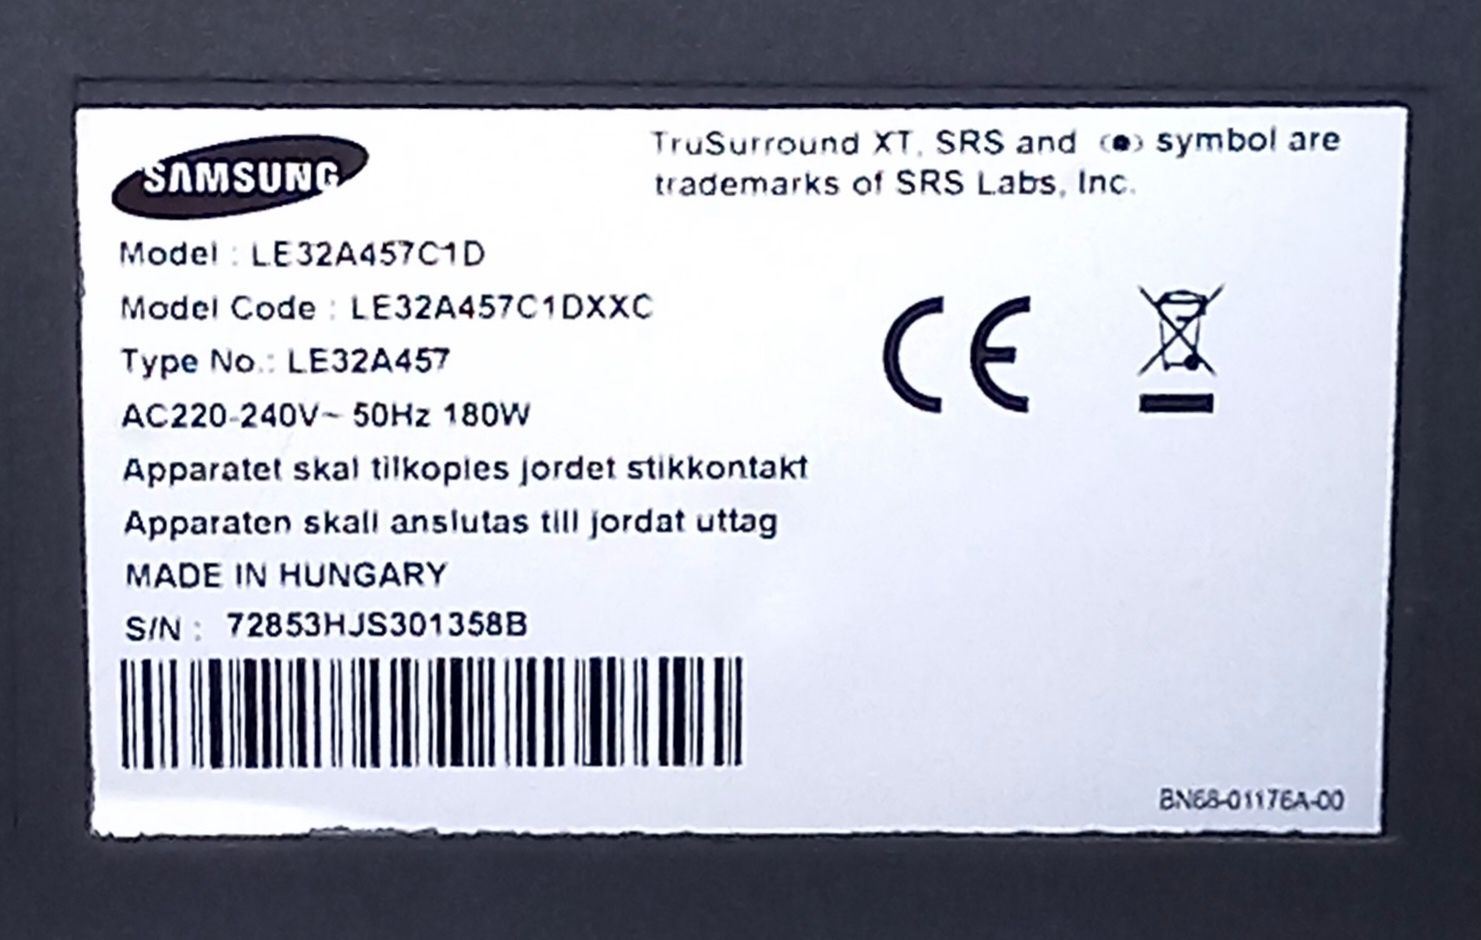 SAMSUNG
TruSurround XT, SRS and (●) symbol are
trademarks of SRS Labs, Inc.
Model : LE32A457C1D
Model Code : LE32A457C1DXXC
Type No.: LE32A457
AC220-240V~ 50Hz 180W
Apparatet skal tilkoples jordet stikkontakt
Apparaten skall anslutas till jordat uttag
MADE IN HUNGARY
S/N : 72853HJS301358B
CE
BN68-01176A-00